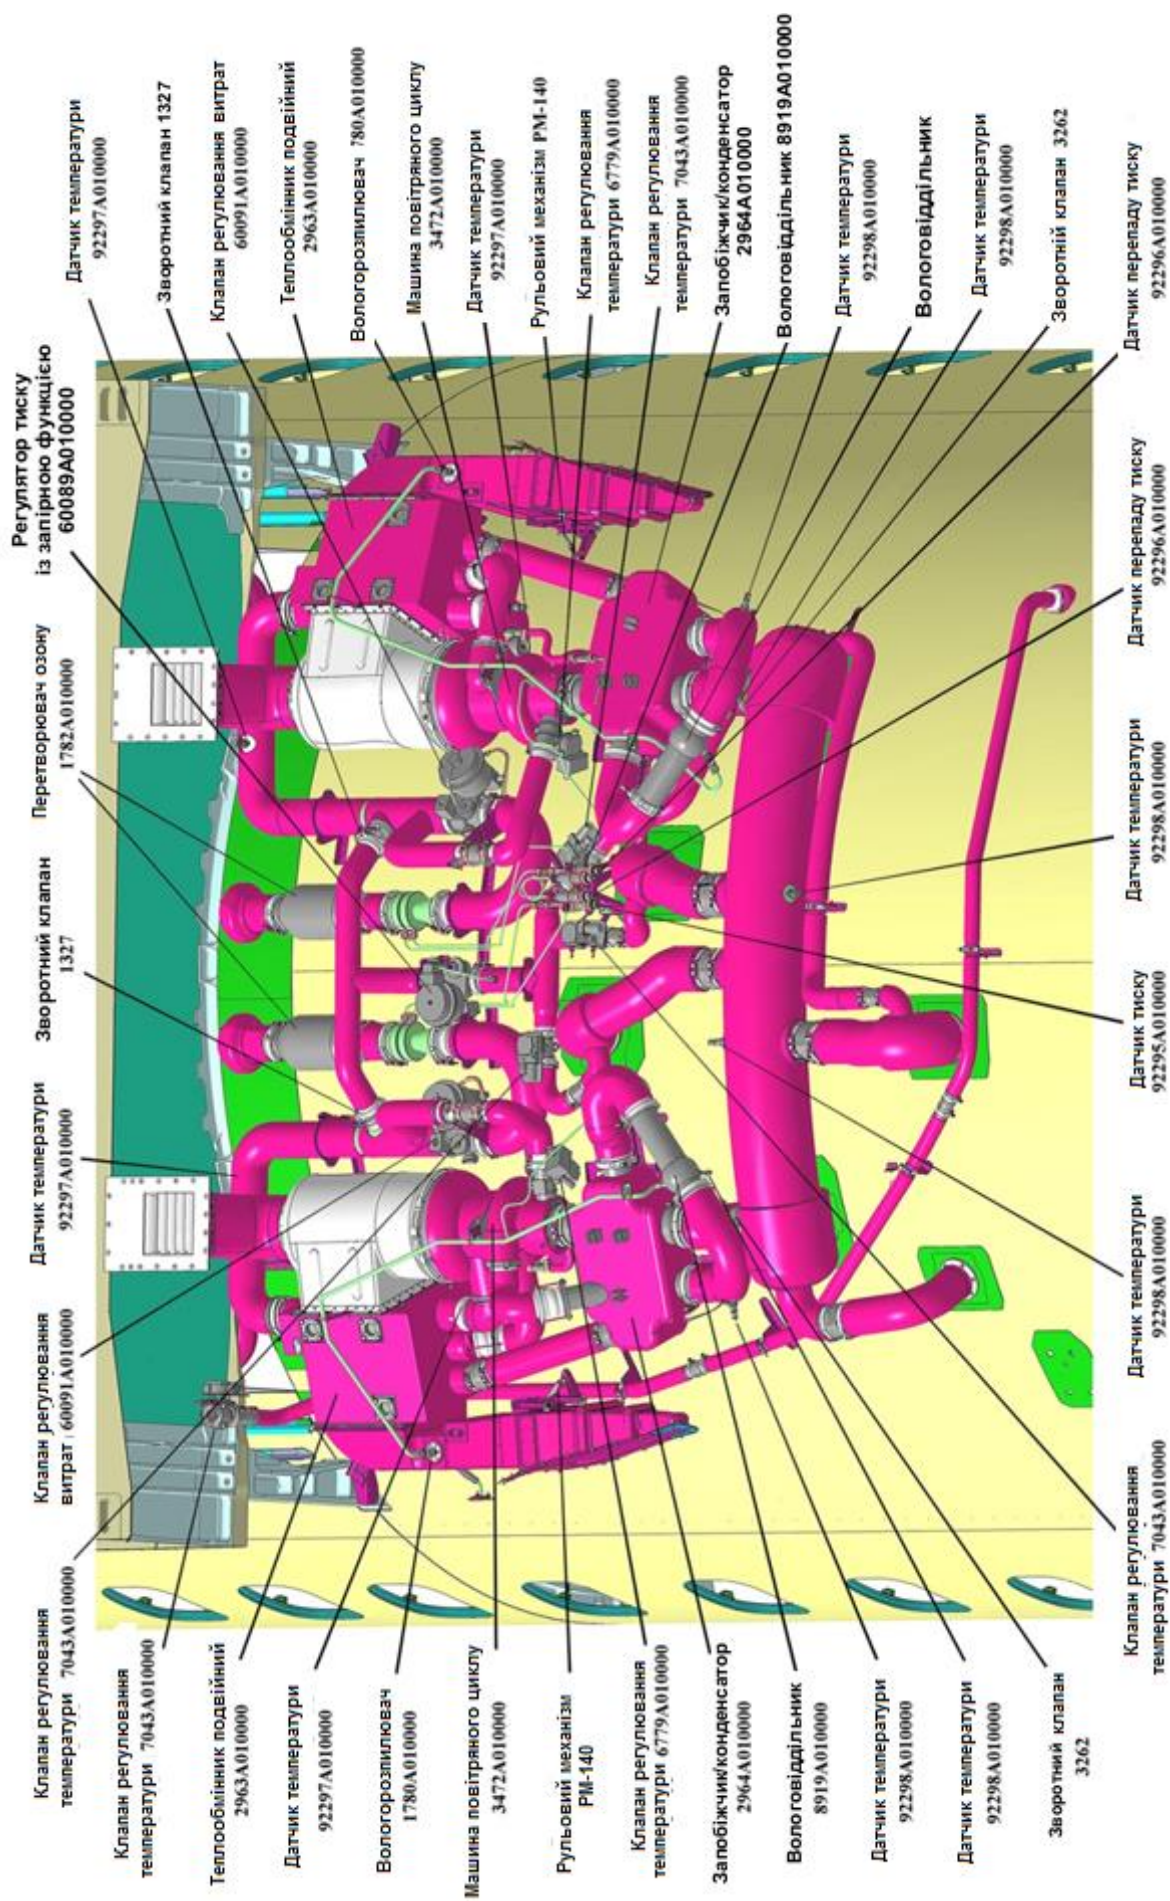 Клапан регулювання
температури 7043А010000
Клапан регулювання
витрат 60091А010000
Датчик температури
92297А010000
Зворотний клапан
1327
Перетворювач озону
1782А010000
Регулятор тиску
із запірною функцією
60089А010000
Датчик температури
92297А010000
Клапан регулювання
температури 7043А010000
Теплообмінник подвійний
2963А010000
Датчик температури
92297А010000
Вологорозпилювач
1780А010000
Машина повітряного циклу
3472А010000
Рульовий механізм
РМ-140
Клапан регулювання
температури 6779А010000
Запобіжчик/конденсатор
2964А010000
Вологовіддільник
8919А010000
Датчик температури
92298А010000
Датчик температури
92298А010000
Зворотний клапан
3262
Зворотний клапан 1327
Клапан регулювання витрат
60091А010000
Теплообмінник подвійний
2963А010000
Вологорозпилювач 780А010000
Машина повітряного циклу
3472А010000
Датчик температури
92297А010000
Рульовий механізм РМ-140
Клапан регулювання
температури 6779А010000
Клапан регулювання
температури 7043А010000
Запобіжчик/конденсатор
2964А010000
Вологовіддільник 8919А010000
Датчик температури
92298А010000
Вологовіддільник
Датчик температури
92298А010000
Зворотній клапан 3262
Клапан регулювання
температури 7043А010000
Датчик температури
92298А010000
Датчик тиску
92295А010000
Датчик температури
92298А010000
Датчик перепаду тиску
92296А010000
Датчик перепаду тиску
92296А010000